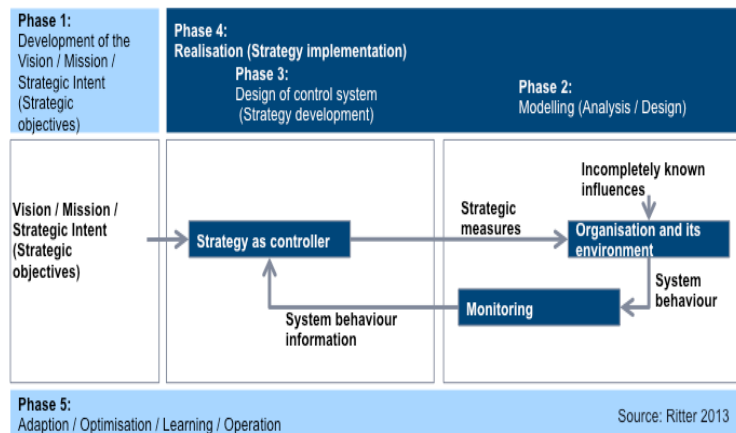 Phase 1:
Development of the
Vision / Mission /
Strategic Intent
(Strategic
objectives)
Phase 4:
Realisation (Strategy implementation)
Phase 3:
Design of control system
(Strategy development)
Phase 2:
Modelling (Analysis / Design)
Vision / Mission /
Strategic Intent
(Strategic
objectives)
Strategy as controller
Strategic
measures
Incompletely known
influences
Organisation and its
environment
System
behaviour
Monitoring
System behaviour
information
Phase 5:
Adaption / Optimisation / Learning / Operation
Source: Ritter 2013